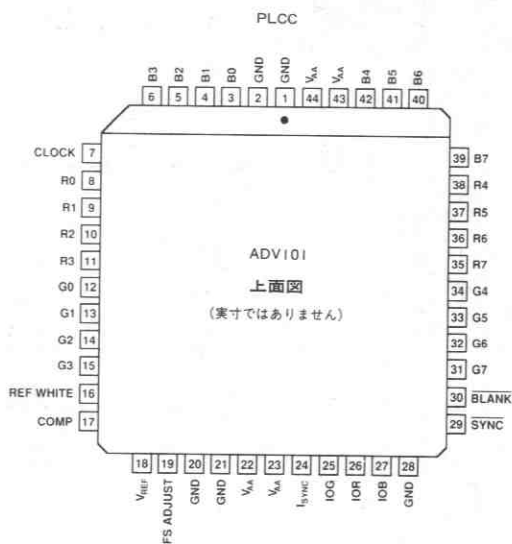 PLCC
B3 B2 B1 B0 GND GND VAA VAA B4 B5 B6
6 5 4 3 2 1 44 43 42 41 40
CLOCK 7
R0 8
R1 9
R2 10
R3 11
G0 12
G1 13
G2 14
G3 15
REF WHITE 16
COMP 17
ADV101
上面図
(実寸ではありません)
39 B7
38 R4
37 R5
36 R6
35 R7
34 G4
33 G5
32 G6
31 G7
30 BLANK
29 SYNC
18 19 20 21 22 23 24 25 26 27 28
VREF FS ADJUST GND GND VAA VAA ISYNC IOG IOR IOB GND